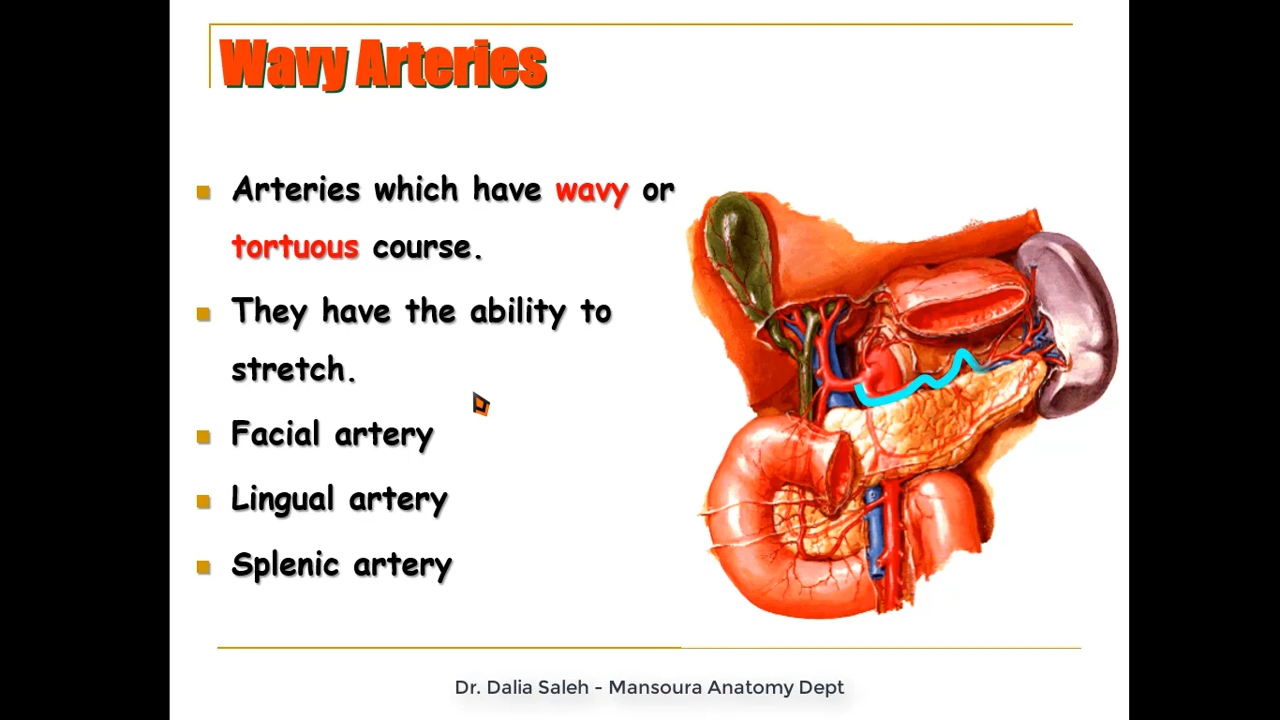 Wavy Arteries
Arteries which have wavy or
tortuous course.
They have the ability to
stretch.
Facial artery
Lingual artery
Splenic artery
Dr. Dalia Saleh - Mansoura Anatomy Dept